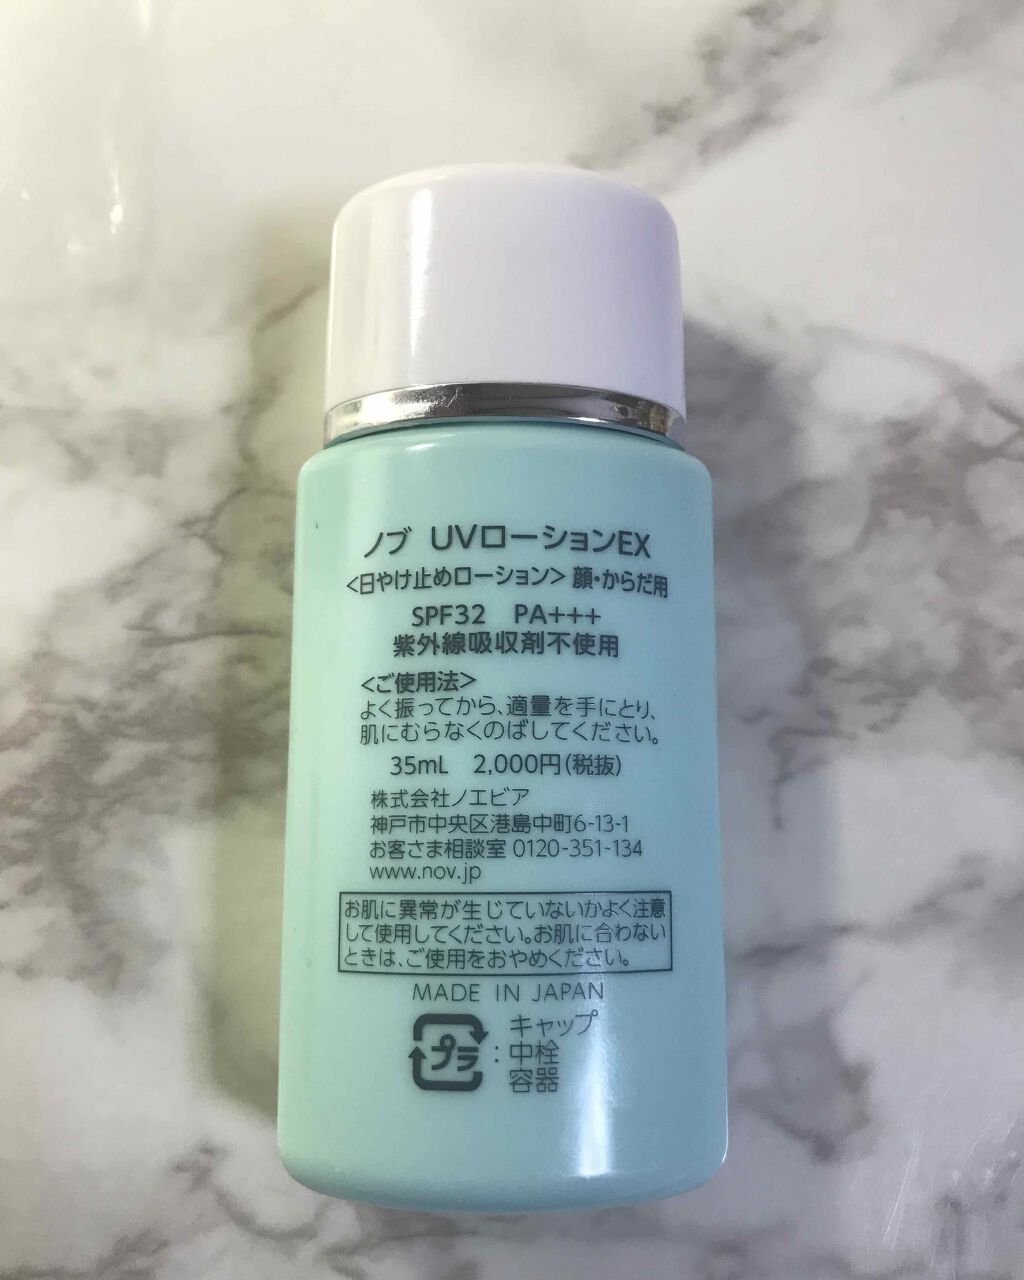 ノブ UVローションEX
<日やけ止めローション> 顔・からだ用
SPF32 PA+++
紫外線吸収剤不使用
<ご使用法>
よく振ってから、適量を手にとり、
肌にむらなくのばしてください。
35mL 2,000円(税抜)
株式会社ノエビア
神戸市中央区港島中町6-13-1
お客さま相談室 0120-351-134
www.nov.jp
お肌に異常が生じていないかよく注意
して使用してください。お肌に合わない
ときは、ご使用をおやめください。
MADE IN JAPAN
プラ : キャップ
中栓
容器